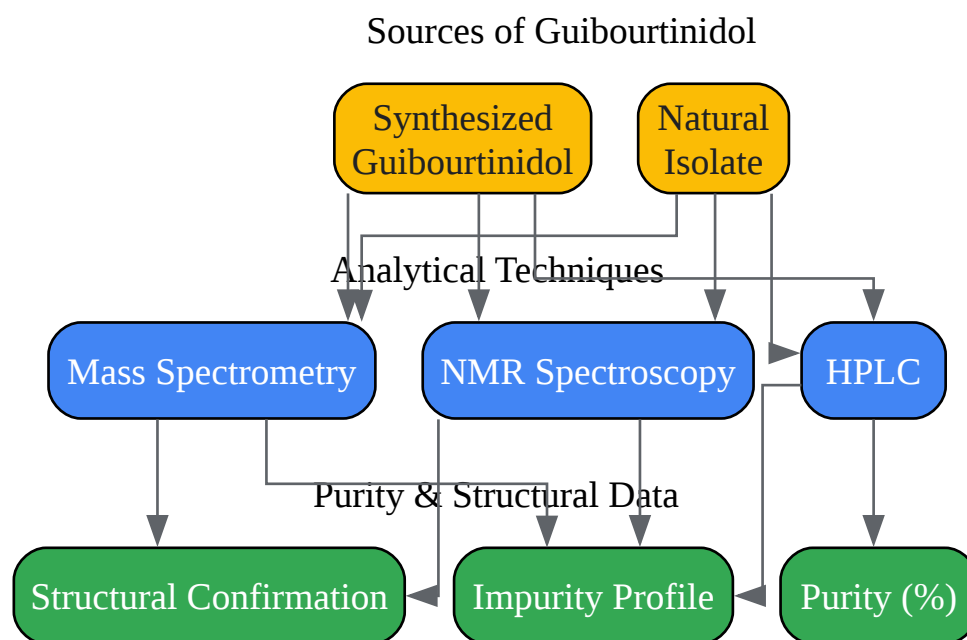 Sources of Guibourtinidol
Synthesized
Guibourtinidol
Natural
Isolate
Analytical Techniques
Mass Spectrometry
NMR Spectroscopy
HPLC
Purity & Structural Data
Structural Confirmation
Impurity Profile
Purity (%)